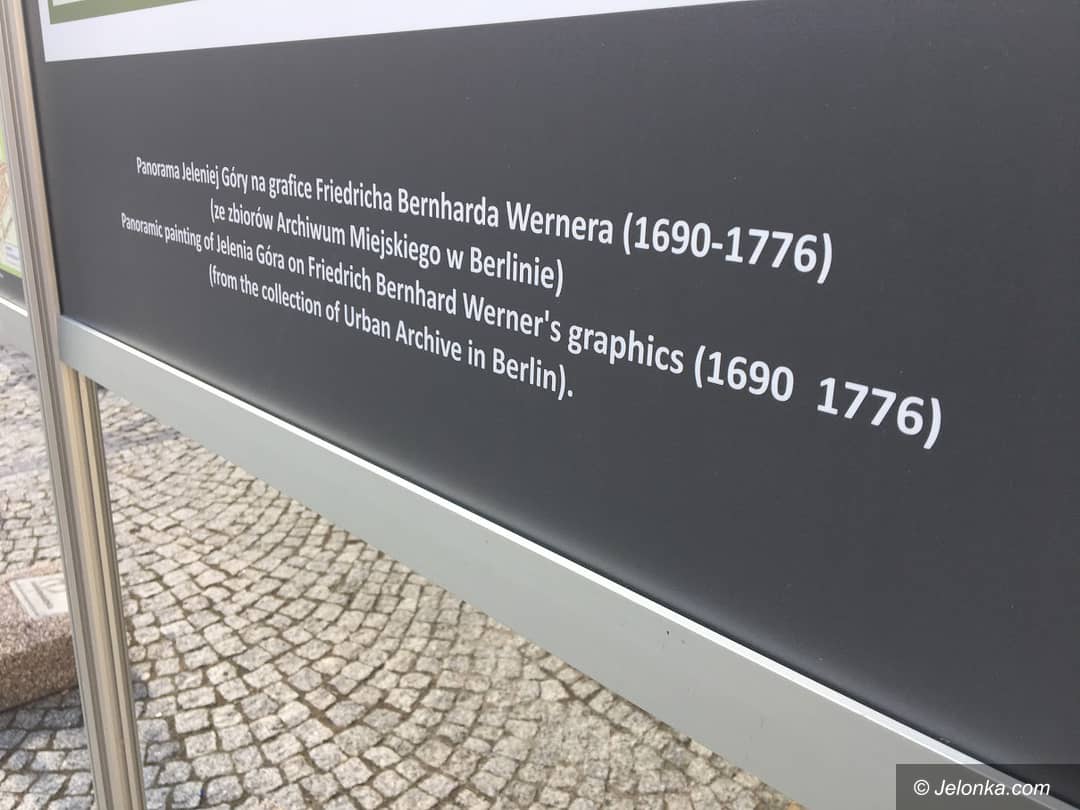 Panorama Jeleniej Góry na grafice Friedricha Bernharda Wernera (1690-1776)
(ze zbiorów Archiwum Miejskiego w Berlinie)
Panoramic painting of Jelenia Góra on Friedrich Bernhard Werner's graphics (1690 1776)
(from the collection of Urban Archive in Berlin).
© Jelonka.com